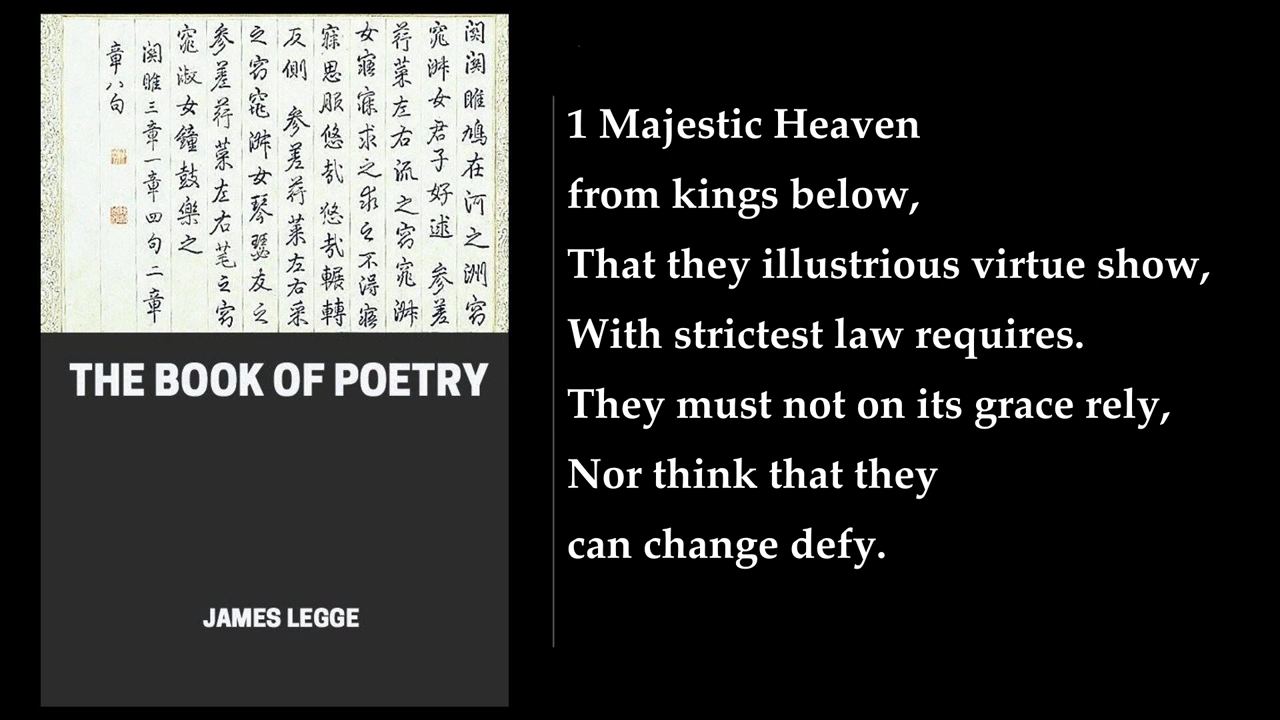 關關雎鳩在河之洲窈
窕淑女君子好逑 參差
荇菜左右流之窈窕淑
女寤寐求之求之不得寤
寐思服悠哉悠哉輾轉
反側 參差荇菜左右采
之窈窕淑女琴瑟友之
參差荇菜左右芼之窈
窕淑女鐘鼓樂之
關雎三章一章四句二章
章八句
THE BOOK OF POETRY
JAMES LEGGE
1 Majestic Heaven
from kings below,
That they illustrious virtue show,
With strictest law requires.
They must not on its grace rely,
Nor think that they
can change defy.